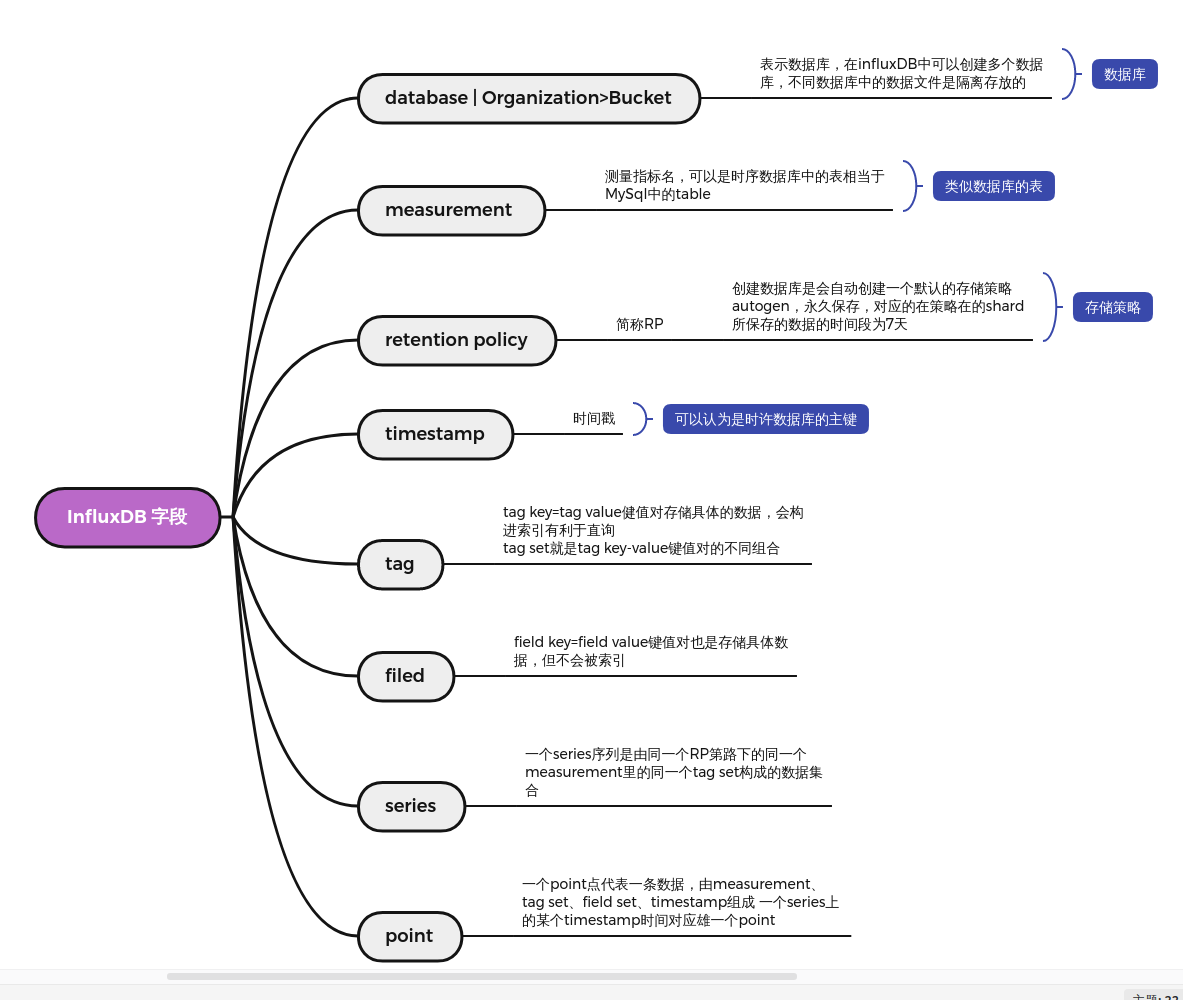 database | Organization>Bucket
表示数据库，在influxDB中可以创建多个数据
库，不同数据库中的数据文件是隔离存放的
数据库
measurement
测量指标名，可以是时序数据库中的表相当于
MySql中的table
类似数据库的表
retention policy
简称RP
创建数据库是会自动创建一个默认的存储策略
autogen，永久保存，对应的在策略在的shard
所保存的数据的时间段为7天
存储策略
timestamp
时间戳
可以认为是时许数据库的主键
InfluxDB 字段
tag
tag key=tag value健值对存储具体的数据，会构
进索引有利于直询
tag set就是tag key-value键值对的不同组合
filed
field key=field value键值对也是存储具体数
据，但不会被索引
series
一个series序列是由同一个RP第路下的同一个
measurement里的同一个tag set构成的数据集
合
point
一个point点代表一条数据，由measurement、
tag set、field set、timestamp组成 一个series上
的某个timestamp时间对应雄一个point
主题: 22